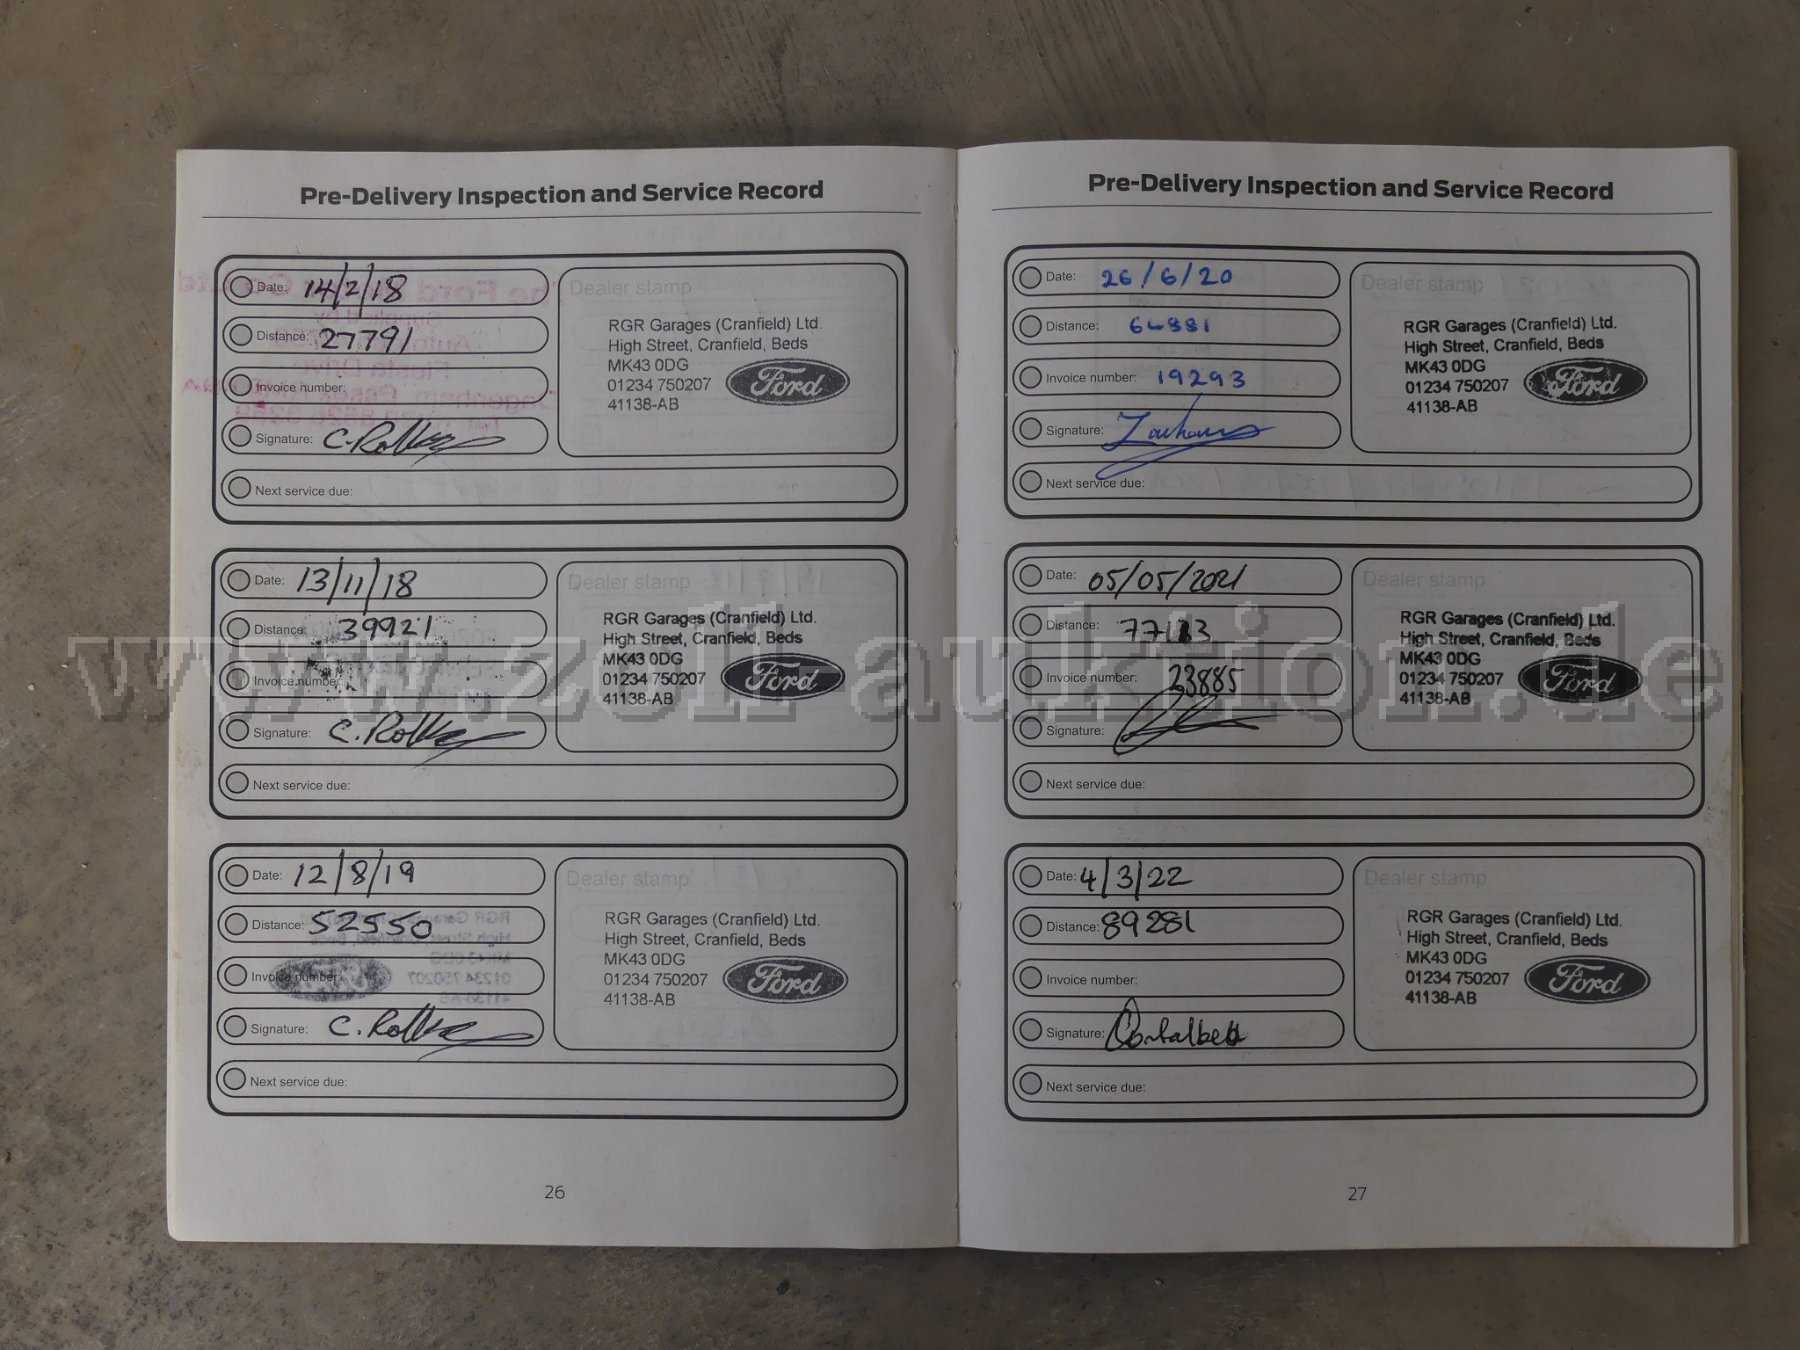 Pre-Delivery Inspection and Service Record
Date: 14/2/18
Distance: 27791
Invoice number:
Signature: C. Rolley
Next service due:
Dealer stamp
RGR Garages (Cranfield) Ltd.
High Street, Cranfield, Beds
MK43 0DG
01234 750207
41138-AB
Ford
Date: 13/11/18
Distance: 39921
Invoice number:
Signature:
Next service due:
Dealer stamp
RGR Garages (Cranfield) Ltd.
High Street, Cranfield, Beds
MK43 0DG
01234 750207
41138-AB
Ford
Date: 12/8/19
Distance: 52550
Invoice number:
Signature:
Next service due:
Dealer stamp
RGR Garages (Cranfield) Ltd.
High Street, Cranfield, Beds
MK43 0DG
01234 750207
41138-AB
Ford
26
Pre-Delivery Inspection and Service Record
Date: 26/6/20
Distance: 64881
Invoice number: 19293
Signature:
Next service due:
Dealer stamp
RGR Garages (Cranfield) Ltd.
High Street, Cranfield, Beds
MK43 0DG
01234 750207
41138-AB
Ford
Date: 05/05/2021
Distance:
Invoice number: 23885
Signature:
Next service due:
Dealer stamp
RGR Garages (Cranfield) Ltd.
High Street, Cranfield, Beds
MK43 0DG
01234 750207
41138-AB
Ford
Date: 4/3/22
Distance: 89281
Invoice number:
Signature:
Next service due:
Dealer stamp
RGR Garages (Cranfield) Ltd.
High Street, Cranfield, Beds
MK43 0DG
01234 750207
41138-AB
Ford
27
www.zoll-auktion.de